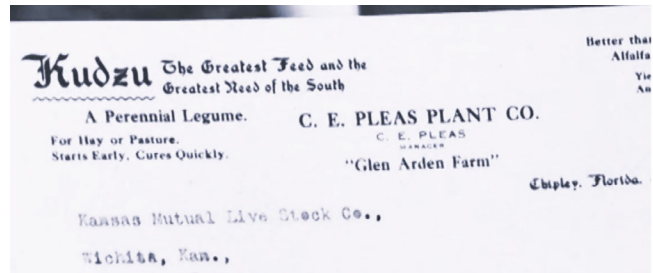 Kudzu The Greatest Feed and the
Greatest Need of the South
A Perennial Legume.
For Hay or Pasture.
Starts Early, Cures Quickly.
C. E. PLEAS PLANT CO.
C. E. PLEAS
MANAGER
"Glen Arden Farm"
Better than
Alfalfa
Chipley, Florida.
Kansas Mutual Live Stock Co.,
Wichita, Kan.,